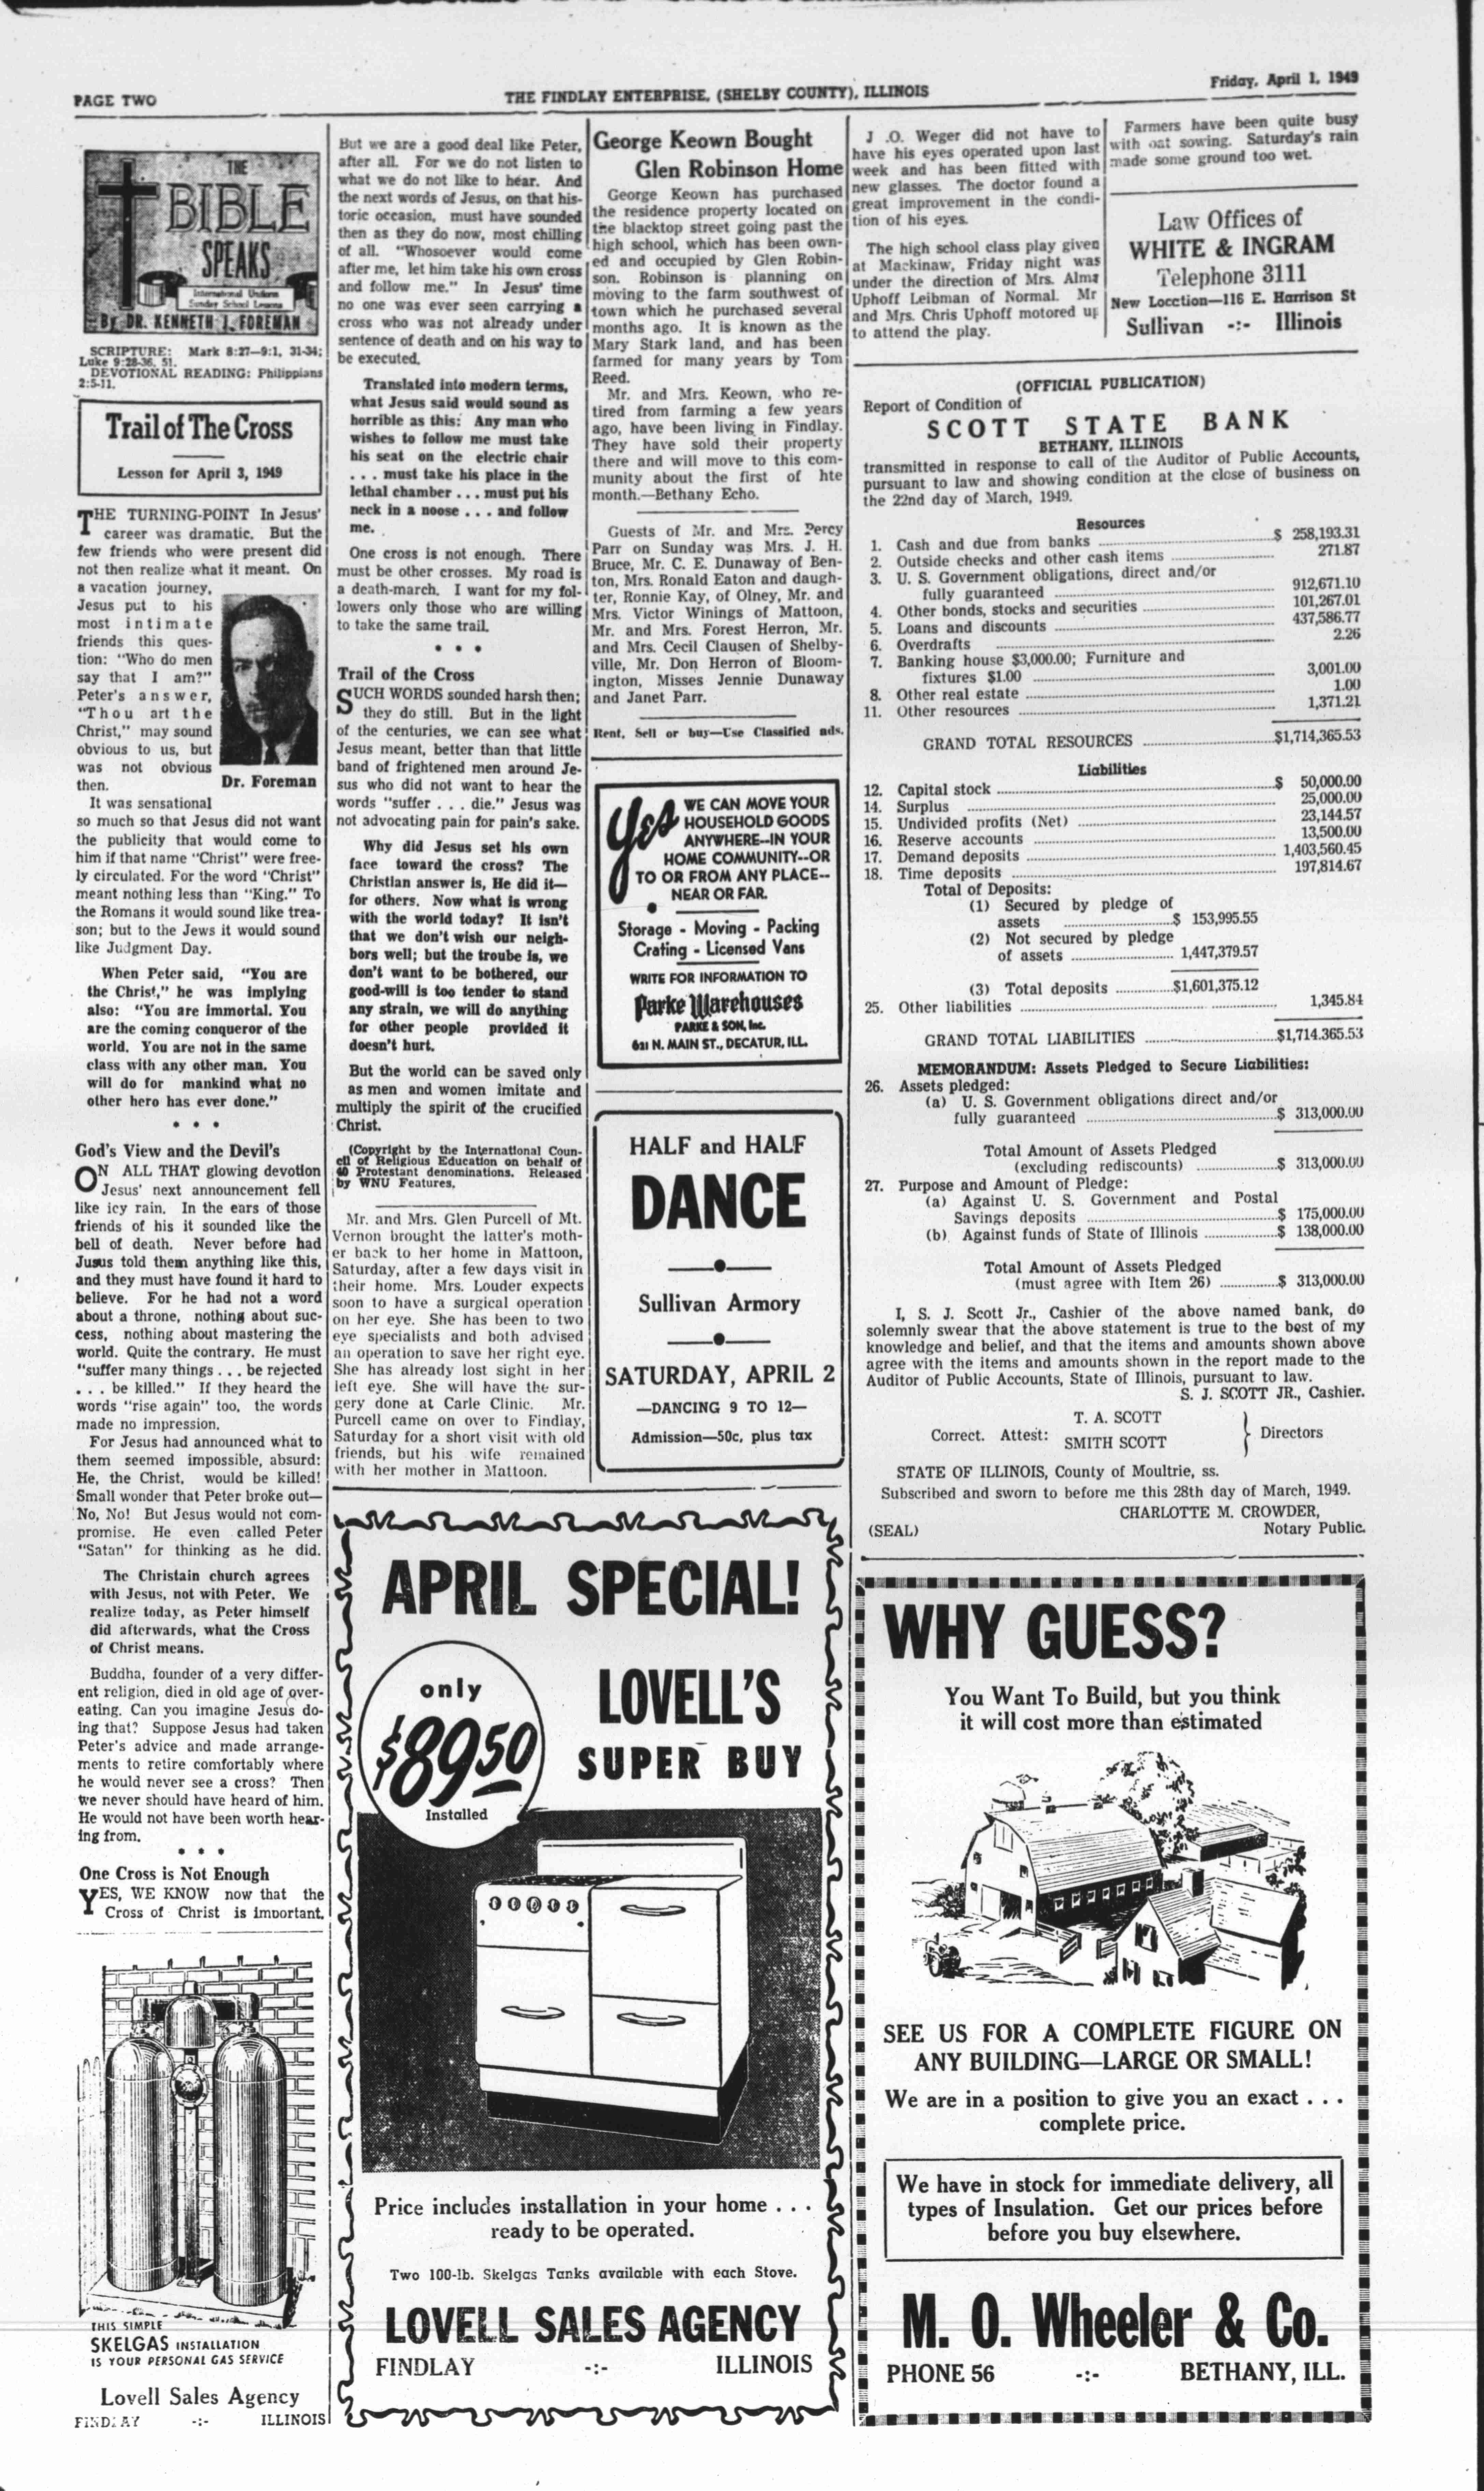 PAGE TWO
THE FINDLAY ENTERPRISE, (SHELBY COUNTY), ILLINOIS
Friday, April 1, 1949
THE
BIBLE
SPEAKS
International Uniform
Sunday School Lessons
BY DR. KENNETH J. FOREMAN
SCRIPTURE: Mark 8:27—9:1, 31-34;
Luke 9:28-36, 51.
DEVOTIONAL READING: Philippians
2:5-11.
Trail of The Cross
Lesson for April 3, 1949
THE TURNING-POINT In Jesus'
career was dramatic. But the
few friends who were present did
not then realize what it meant. On
a vacation journey,
Jesus put to his
most intimate
friends this ques-
tion: "Who do men
say that I am?"
Peter's answer,
"Thou art the
Christ," may sound
obvious to us, but
was not obvious
then.
Dr. Foreman
It was sensational
so much so that Jesus did not want
the publicity that would come to
him if that name "Christ" were free-
ly circulated. For the word "Christ"
meant nothing less than "King." To
the Romans it would sound like trea-
son; but to the Jews it would sound
like Judgment Day.
When Peter said, "You are
the Christ," he was implying
also: "You are immortal. You
are the coming conqueror of the
world. You are not in the same
class with any other man. You
will do for mankind what no
other hero has ever done."
* * *
God's View and the Devil's
ON ALL THAT glowing devotion
Jesus' next announcement fell
like icy rain. In the ears of those
friends of his it sounded like the
bell of death. Never before had
Jusus told them anything like this,
and they must have found it hard to
believe. For he had not a word
about a throne, nothing about suc-
cess, nothing about mastering the
world. Quite the contrary. He must
"suffer many things . . . be rejected
. . . be killed." If they heard the
words "rise again" too, the words
made no impression.
For Jesus had announced what to
them seemed impossible, absurd:
He, the Christ, would be killed!
Small wonder that Peter broke out—
No, No! But Jesus would not com-
promise. He even called Peter
"Satan" for thinking as he did.
The Christain church agrees
with Jesus, not with Peter. We
realize today, as Peter himself
did afterwards, what the Cross
of Christ means.
Buddha, founder of a very differ-
ent religion, died in old age of over-
eating. Can you imagine Jesus do-
ing that? Suppose Jesus had taken
Peter's advice and made arrange-
ments to retire comfortably where
he would never see a cross? Then
we never should have heard of him.
He would not have been worth hear-
ing from.
* * *
One Cross is Not Enough
YES, WE KNOW now that the
Cross of Christ is important.
THIS SIMPLE
SKELGAS INSTALLATION
IS YOUR PERSONAL GAS SERVICE
Lovell Sales Agency
FINDLAY -:- ILLINOIS
But we are a good deal like Peter,
after all. For we do not listen to
what we do not like to hear. And
the next words of Jesus, on that his-
toric occasion, must have sounded
then as they do now, most chilling
of all. "Whosoever would come
after me, let him take his own cross
and follow me." In Jesus' time
no one was ever seen carrying a
cross who was not already under
sentence of death and on his way to
be executed.
Translated into modern terms,
what Jesus said would sound as
horrible as this: Any man who
wishes to follow me must take
his seat on the electric chair
. . . must take his place in the
lethal chamber . . . must put his
neck in a noose . . . and follow
me.
One cross is not enough. There
must be other crosses. My road is
a death-march. I want for my fol-
lowers only those who are willing
to take the same trail.
* * *
Trail of the Cross
SUCH WORDS sounded harsh then;
they do still. But in the light
of the centuries, we can see what
Jesus meant, better than that little
band of frightened men around Je-
sus who did not want to hear the
words "suffer . . . die." Jesus was
not advocating pain for pain's sake.
Why did Jesus set his own
face toward the cross? The
Christian answer is, He did it—
for others. Now what is wrong
with the world today? It isn't
that we don't wish our neigh-
bors well; but the trouble is, we
don't want to be bothered, our
good-will is too tender to stand
any strain, we will do anything
for other people provided it
doesn't hurt.
But the world can be saved only
as men and women imitate and
multiply the spirit of the crucified
Christ.
(Copyright by the International Coun-
cil of Religious Education on behalf of
40 Protestant denominations. Released
by WNU Features.
Mr. and Mrs. Glen Purcell of Mt.
Vernon brought the latter's moth-
er back to her home in Mattoon,
Saturday, after a few days visit in
their home. Mrs. Louder expects
soon to have a surgical operation
on her eye. She has been to two
eye specialists and both advised
an operation to save her right eye.
She has already lost sight in her
left eye. She will have the sur-
gery done at Carle Clinic. Mr.
Purcell came on over to Findlay,
Saturday for a short visit with old
friends, but his wife remained
with her mother in Mattoon.
George Keown Bought
Glen Robinson Home
George Keown has purchased
the residence property located on
the blacktop street going past the
high school, which has been own-
ed and occupied by Glen Robin-
son. Robinson is planning on
moving to the farm southwest of
town which he purchased several
months ago. It is known as the
Mary Stark land, and has been
farmed for many years by Tom
Reed.
Mr. and Mrs. Keown, who re-
tired from farming a few years
ago, have been living in Findlay.
They have sold their property
there and will move to this com-
munity about the first of hte
month.—Bethany Echo.
Guests of Mr. and Mrs. Percy
Parr on Sunday was Mrs. J. H.
Bruce, Mr. C. E. Dunaway of Ben-
ton, Mrs. Ronald Eaton and daugh-
ter, Ronnie Kay, of Olney, Mr. and
Mrs. Victor Winings of Mattoon,
Mr. and Mrs. Forest Herron, Mr.
and Mrs. Cecil Clausen of Shelby-
ville, Mr. Don Herron of Bloom-
ington, Misses Jennie Dunaway
and Janet Parr.
Rent, Sell or buy—Use Classified ads.
Yes WE CAN MOVE YOUR
HOUSEHOLD GOODS
ANYWHERE--IN YOUR
HOME COMMUNITY--OR
TO OR FROM ANY PLACE--
NEAR OR FAR.
Storage - Moving - Packing
Crating - Licensed Vans
WRITE FOR INFORMATION TO
Parke Warehouses
PARKE & SON, Inc.
621 N. MAIN ST., DECATUR, ILL.
HALF and HALF
DANCE
Sullivan Armory
SATURDAY, APRIL 2
—DANCING 9 TO 12—
Admission—50c, plus tax
APRIL SPECIAL!
only
$89.50
Installed
LOVELL'S
SUPER BUY
Price includes installation in your home . . .
ready to be operated.
Two 100-lb. Skelgas Tanks available with each Stove.
LOVELL SALES AGENCY
FINDLAY -:- ILLINOIS
J .O. Weger did not have to
have his eyes operated upon last
week and has been fitted with
new glasses. The doctor found a
great improvement in the condi-
tion of his eyes.
The high school class play given
at Mackinaw, Friday night was
under the direction of Mrs. Alma
Uphoff Leibman of Normal. Mr
and Mrs. Chris Uphoff motored up
to attend the play.
Farmers have been quite busy
with oat sowing. Saturday's rain
made some ground too wet.
Law Offices of
WHITE & INGRAM
Telephone 3111
New Location—116 E. Harrison St
Sullivan -:- Illinois
(OFFICIAL PUBLICATION)
Report of Condition of
SCOTT STATE BANK
BETHANY, ILLINOIS
transmitted in response to call of the Auditor of Public Accounts,
pursuant to law and showing condition at the close of business on
the 22nd day of March, 1949.
Resources
1. Cash and due from banks $ 258,193.31
2. Outside checks and other cash items 271.87
3. U. S. Government obligations, direct and/or
fully guaranteed 912,671.10
4. Other bonds, stocks and securities 101,267.01
5. Loans and discounts 437,586.77
6. Overdrafts 2.26
7. Banking house $3,000.00; Furniture and
fixtures $1.00 3,001.00
8. Other real estate 1.00
11. Other resources 1,371.21
GRAND TOTAL RESOURCES $1,714,365.53
Liabilities
12. Capital stock $ 50,000.00
14. Surplus 25,000.00
15. Undivided profits (Net) 23,144.57
16. Reserve accounts 13,500.00
17. Demand deposits 1,403,560.45
18. Time deposits 197,814.67
Total of Deposits:
(1) Secured by pledge of
assets $ 153,995.55
(2) Not secured by pledge
of assets 1,447,379.57
(3) Total deposits $1,601,375.12
25. Other liabilities 1,345.84
GRAND TOTAL LIABILITIES $1,714.365.53
MEMORANDUM: Assets Pledged to Secure Liabilities:
26. Assets pledged:
(a) U. S. Government obligations direct and/or
fully guaranteed $ 313,000.00
Total Amount of Assets Pledged
(excluding rediscounts) $ 313,000.00
27. Purpose and Amount of Pledge:
(a) Against U. S. Government and Postal
Savings deposits $ 175,000.00
(b) Against funds of State of Illinois $ 138,000.00
Total Amount of Assets Pledged
(must agree with Item 26) $ 313,000.00
I, S. J. Scott Jr., Cashier of the above named bank, do
solemnly swear that the above statement is true to the best of my
knowledge and belief, and that the items and amounts shown above
agree with the items and amounts shown in the report made to the
Auditor of Public Accounts, State of Illinois, pursuant to law.
S. J. SCOTT JR., Cashier.
Correct. Attest:
T. A. SCOTT
SMITH SCOTT
Directors
STATE OF ILLINOIS, County of Moultrie, ss.
Subscribed and sworn to before me this 28th day of March, 1949.
CHARLOTTE M. CROWDER,
(SEAL) Notary Public.
WHY GUESS?
You Want To Build, but you think
it will cost more than estimated
SEE US FOR A COMPLETE FIGURE ON
ANY BUILDING—LARGE OR SMALL!
We are in a position to give you an exact . . .
complete price.
We have in stock for immediate delivery, all
types of Insulation. Get our prices before
before you buy elsewhere.
M. O. Wheeler & Co.
PHONE 56 -:- BETHANY, ILL.